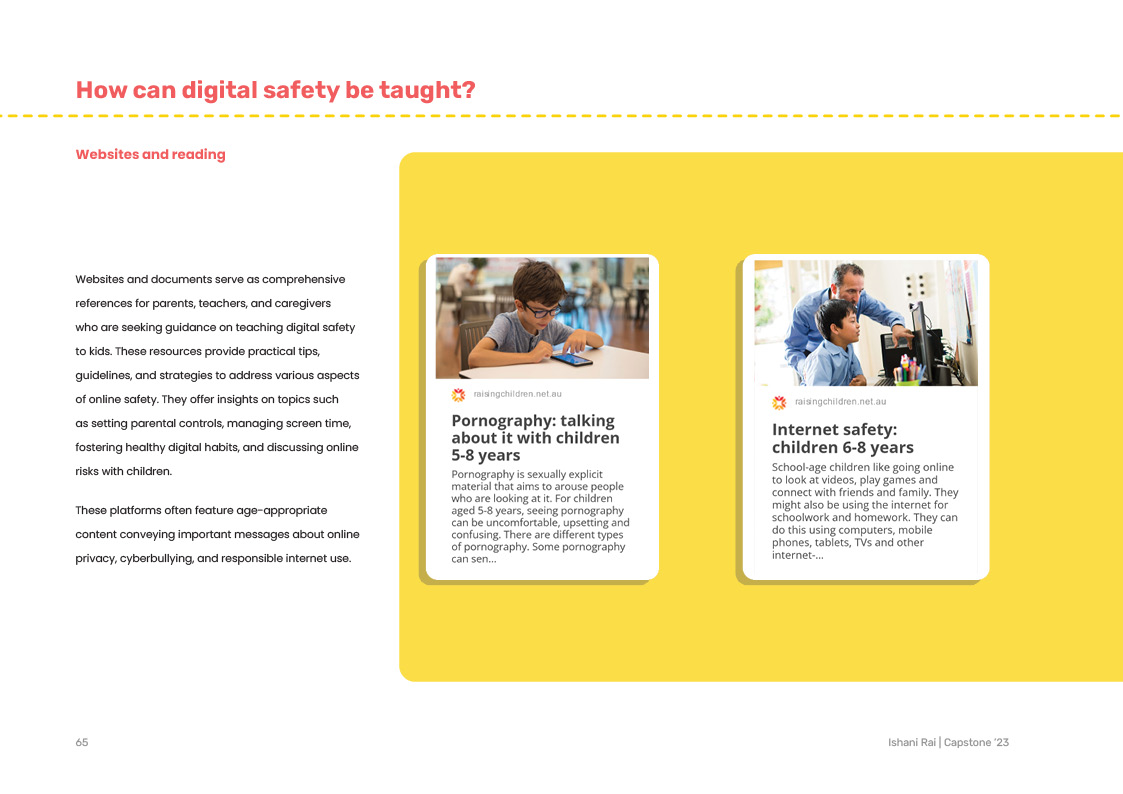 How can digital safety be taught?
Websites and reading
Websites and documents serve as comprehensive
references for parents, teachers, and caregivers
who are seeking guidance on teaching digital safety
to kids. These resources provide practical tips,
guidelines, and strategies to address various aspects
of online safety. They offer insights on topics such
as setting parental controls, managing screen time,
fostering healthy digital habits, and discussing online
risks with children.
These platforms often feature age-appropriate
content conveying important messages about online
privacy, cyberbullying, and responsible internet use.
raisingchildren.net.au
Pornography: talking
about it with children
5-8 years
Pornography is sexually explicit
material that aims to arouse people
who are looking at it. For children
aged 5-8 years, seeing pornography
can be uncomfortable, upsetting and
confusing. There are different types
of pornography. Some pornography
can sen...
raisingchildren.net.au
Internet safety:
children 6-8 years
School-age children like going online
to look at videos, play games and
connect with friends and family. They
might also be using the internet for
schoolwork and homework. They can
do this using computers, mobile
phones, tablets, TVs and other
internet-...
65
Ishani Rai | Capstone '23